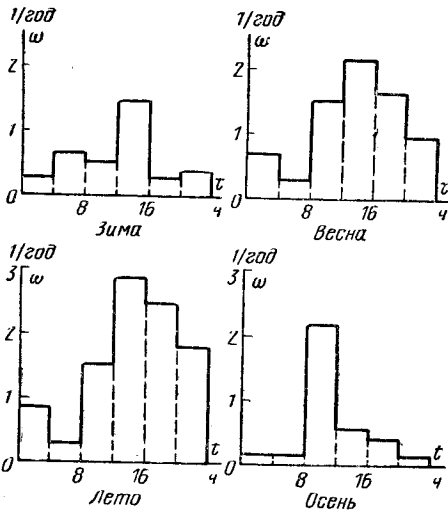 1/год
ω
2
1
0
8
16
τ
ч
Зима
1/год
ω
2
1
0
8
16
τ
ч
Весна
1/год
ω
3
2
1
0
8
16
τ
ч
Лето
1/год
ω
3
2
1
0
8
16
t
ч
Осень